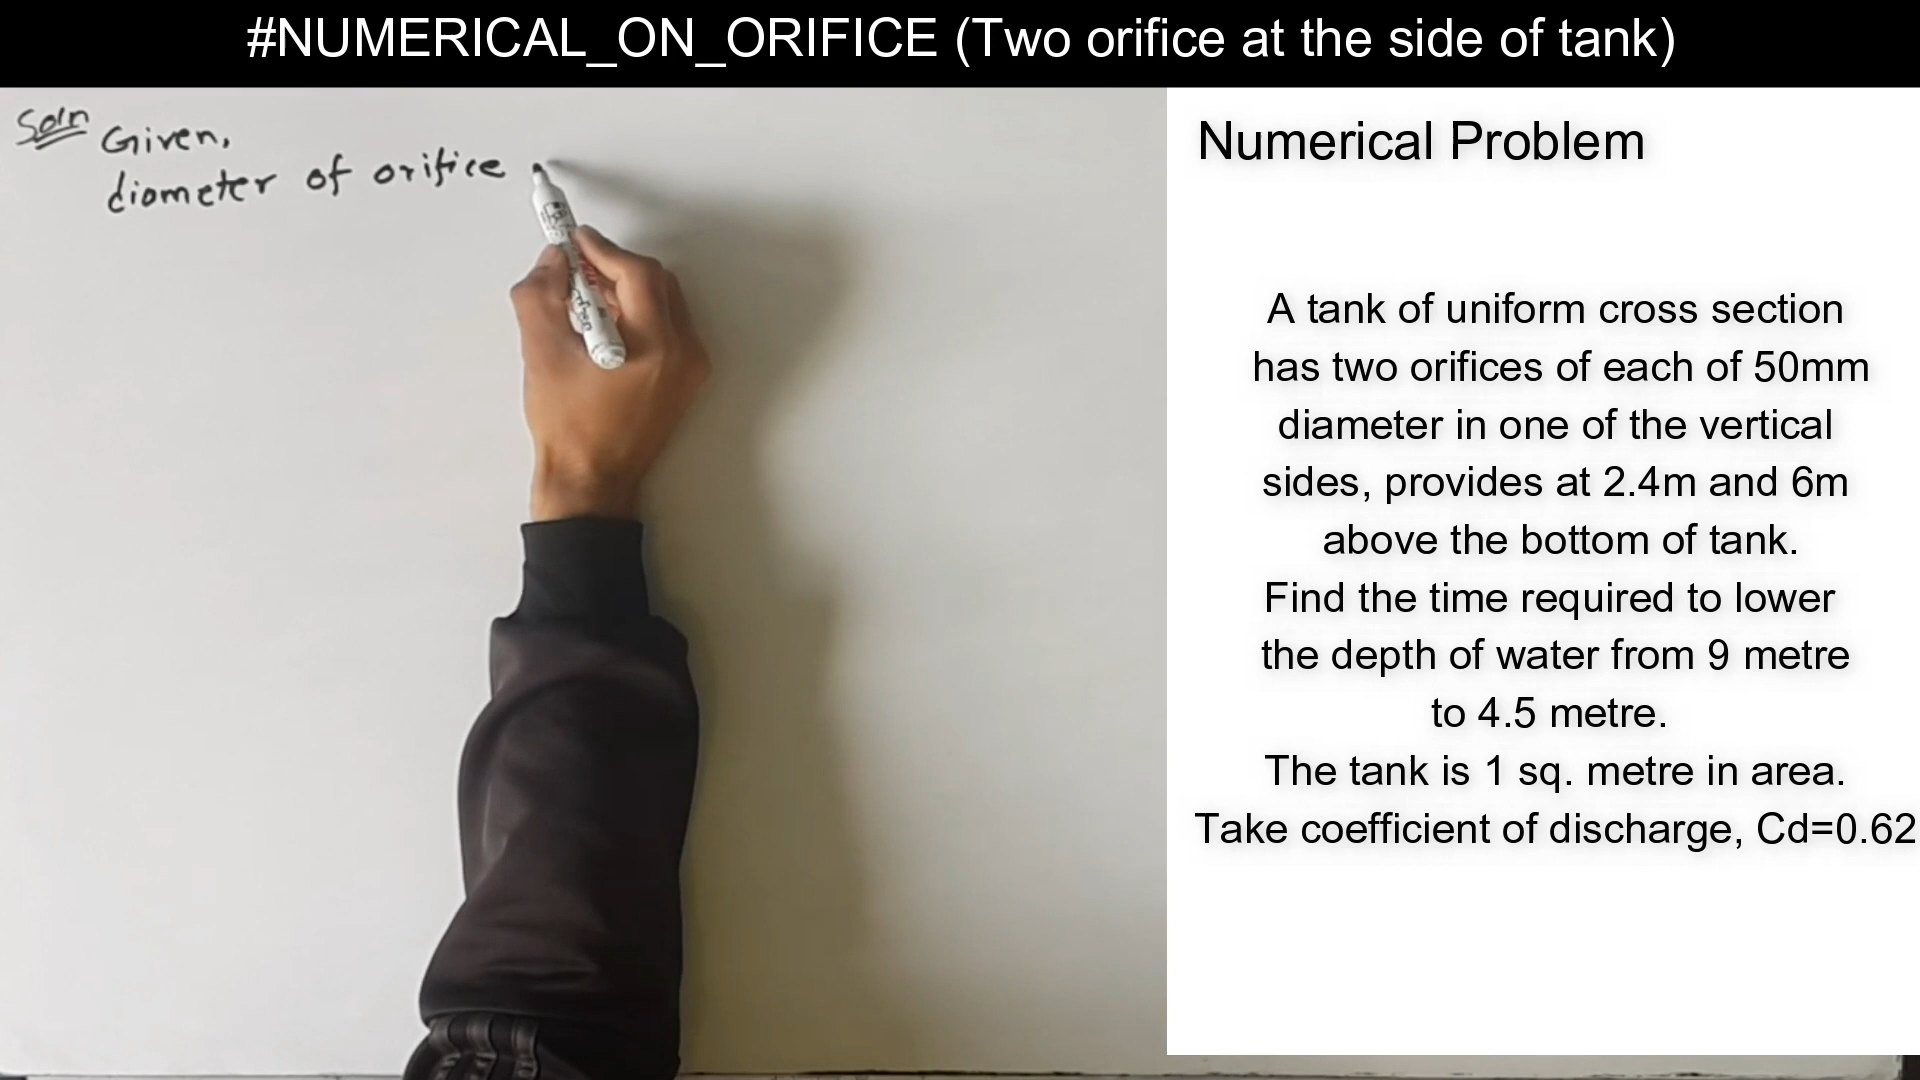 #NUMERICAL_ON_ORIFICE (Two orifice at the side of tank)
Soln
Given,
diameter of orifice
Numerical Problem
A tank of uniform cross section
has two orifices of each of 50mm
diameter in one of the vertical
sides, provides at 2.4m and 6m
above the bottom of tank.
Find the time required to lower
the depth of water from 9 metre
to 4.5 metre.
The tank is 1 sq. metre in area.
Take coefficient of discharge, Cd=0.62